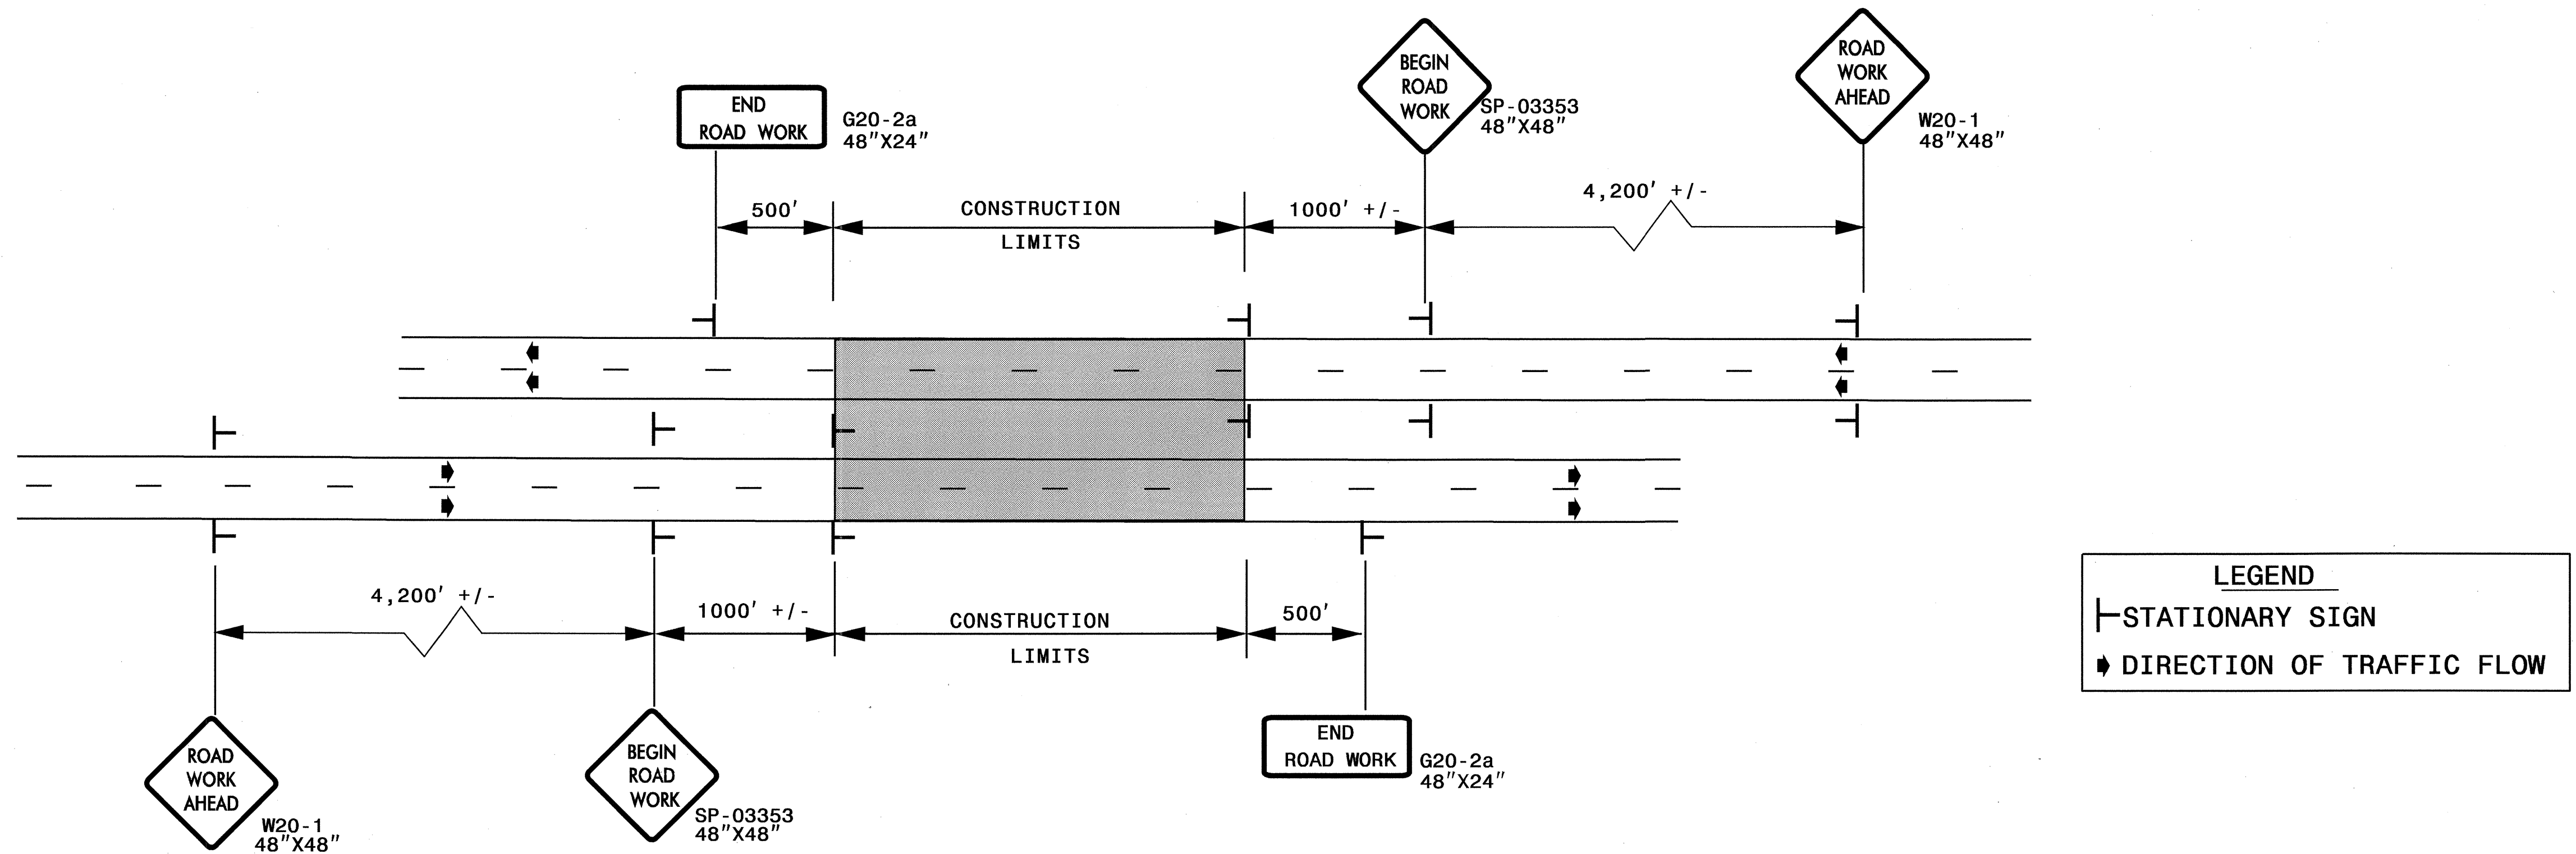 END
ROAD WORK
G20-2a
48"X24"
BEGIN
ROAD
WORK
SP-03353
48"X48"
ROAD
WORK
AHEAD
W20-1
48"X48"
500'
CONSTRUCTION
LIMITS
1000' +/-
4,200' +/-
4,200' +/-
1000' +/-
CONSTRUCTION
LIMITS
500'
ROAD
WORK
AHEAD
W20-1
48"X48"
BEGIN
ROAD
WORK
SP-03353
48"X48"
END
ROAD WORK
G20-2a
48"X24"
LEGEND
STATIONARY SIGN
DIRECTION OF TRAFFIC FLOW